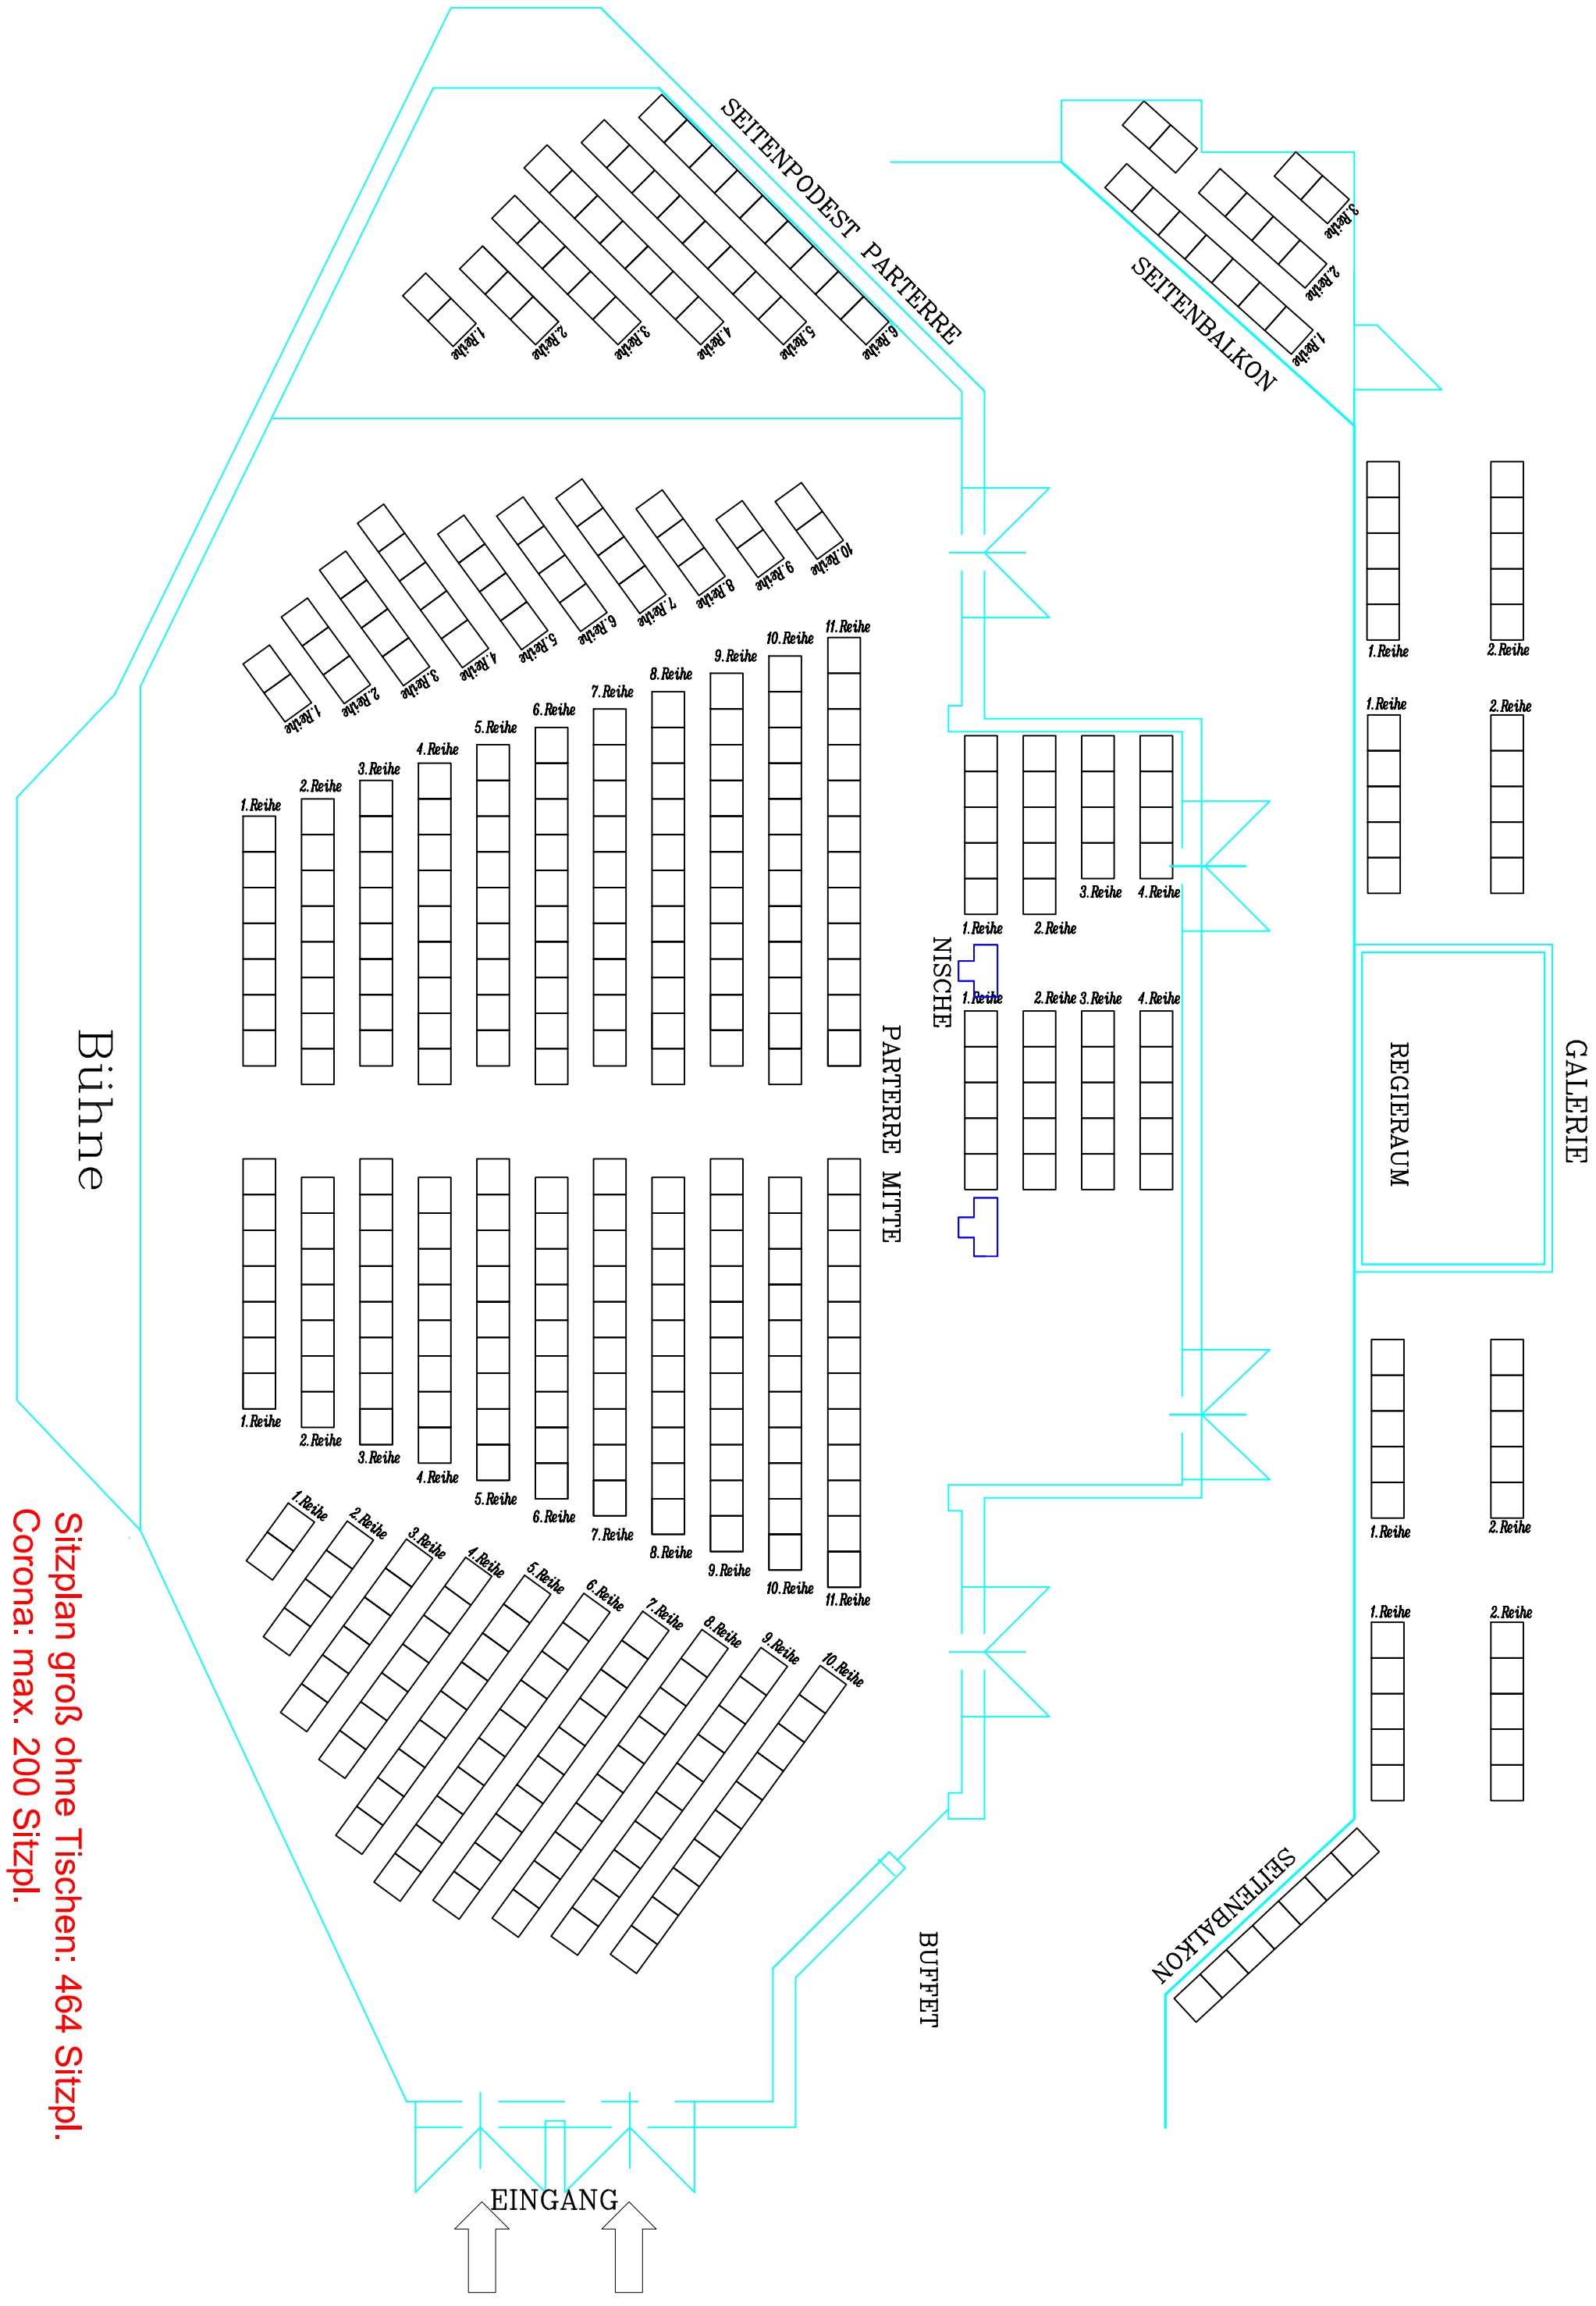 SEITENPODEST PARTERRE
6.Reihe
5.Reihe
4.Reihe
3.Reihe
2.Reihe
1.Reihe
SEITENBALKON
3.Reihe
2.Reihe
1.Reihe
10.Reihe
9.Reihe
8.Reihe
7.Reihe
6.Reihe
5.Reihe
4.Reihe
3.Reihe
2.Reihe
1.Reihe
11.Reihe
10.Reihe
9.Reihe
8.Reihe
7.Reihe
6.Reihe
5.Reihe
4.Reihe
3.Reihe
2.Reihe
1.Reihe
1.Reihe
2.Reihe
1.Reihe
2.Reihe
3.Reihe
4.Reihe
1.Reihe
2.Reihe
NISCHE
1.Reihe
2.Reihe
3.Reihe
4.Reihe
PARTERRE MITTE
REGIERAUM
GALERIE
Bühne
1.Reihe
2.Reihe
3.Reihe
4.Reihe
5.Reihe
6.Reihe
7.Reihe
8.Reihe
9.Reihe
10.Reihe
11.Reihe
1.Reihe
2.Reihe
1.Reihe
2.Reihe
1.Reihe
2.Reihe
3.Reihe
4.Reihe
5.Reihe
6.Reihe
7.Reihe
8.Reihe
9.Reihe
10.Reihe
SEITENBALKON
BUFFET
EINGANG
Sitzplan groß ohne Tischen: 464 Sitzpl.
Corona: max. 200 Sitzpl.